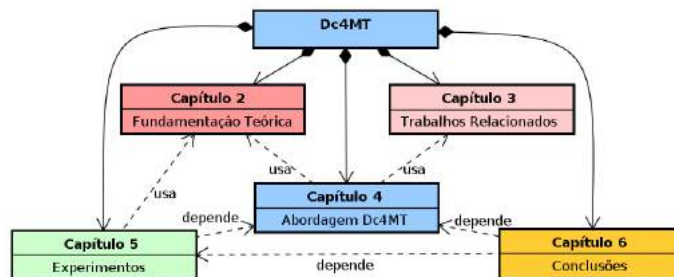 Dc4MT
Capítulo 2
Fundamentação Teórica
Capítulo 3
Trabalhos Relacionados
usa
usa
usa
Capítulo 4
Abordagem Dc4MT
depende
depende
Capítulo 5
Experimentos
depende
Capítulo 6
Conclusões